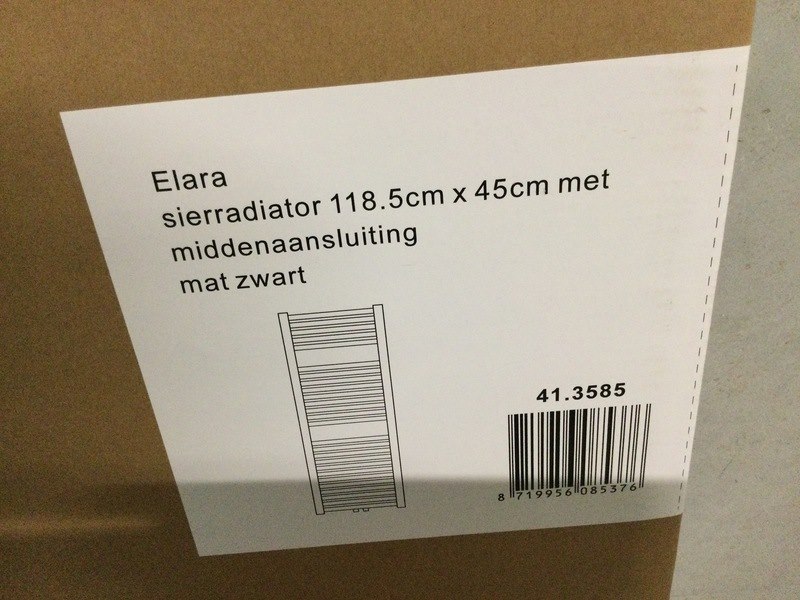 Elara
sierradiator 118.5cm x 45cm met
middenaansluiting
mat zwart
41.3585
8 719956 085376